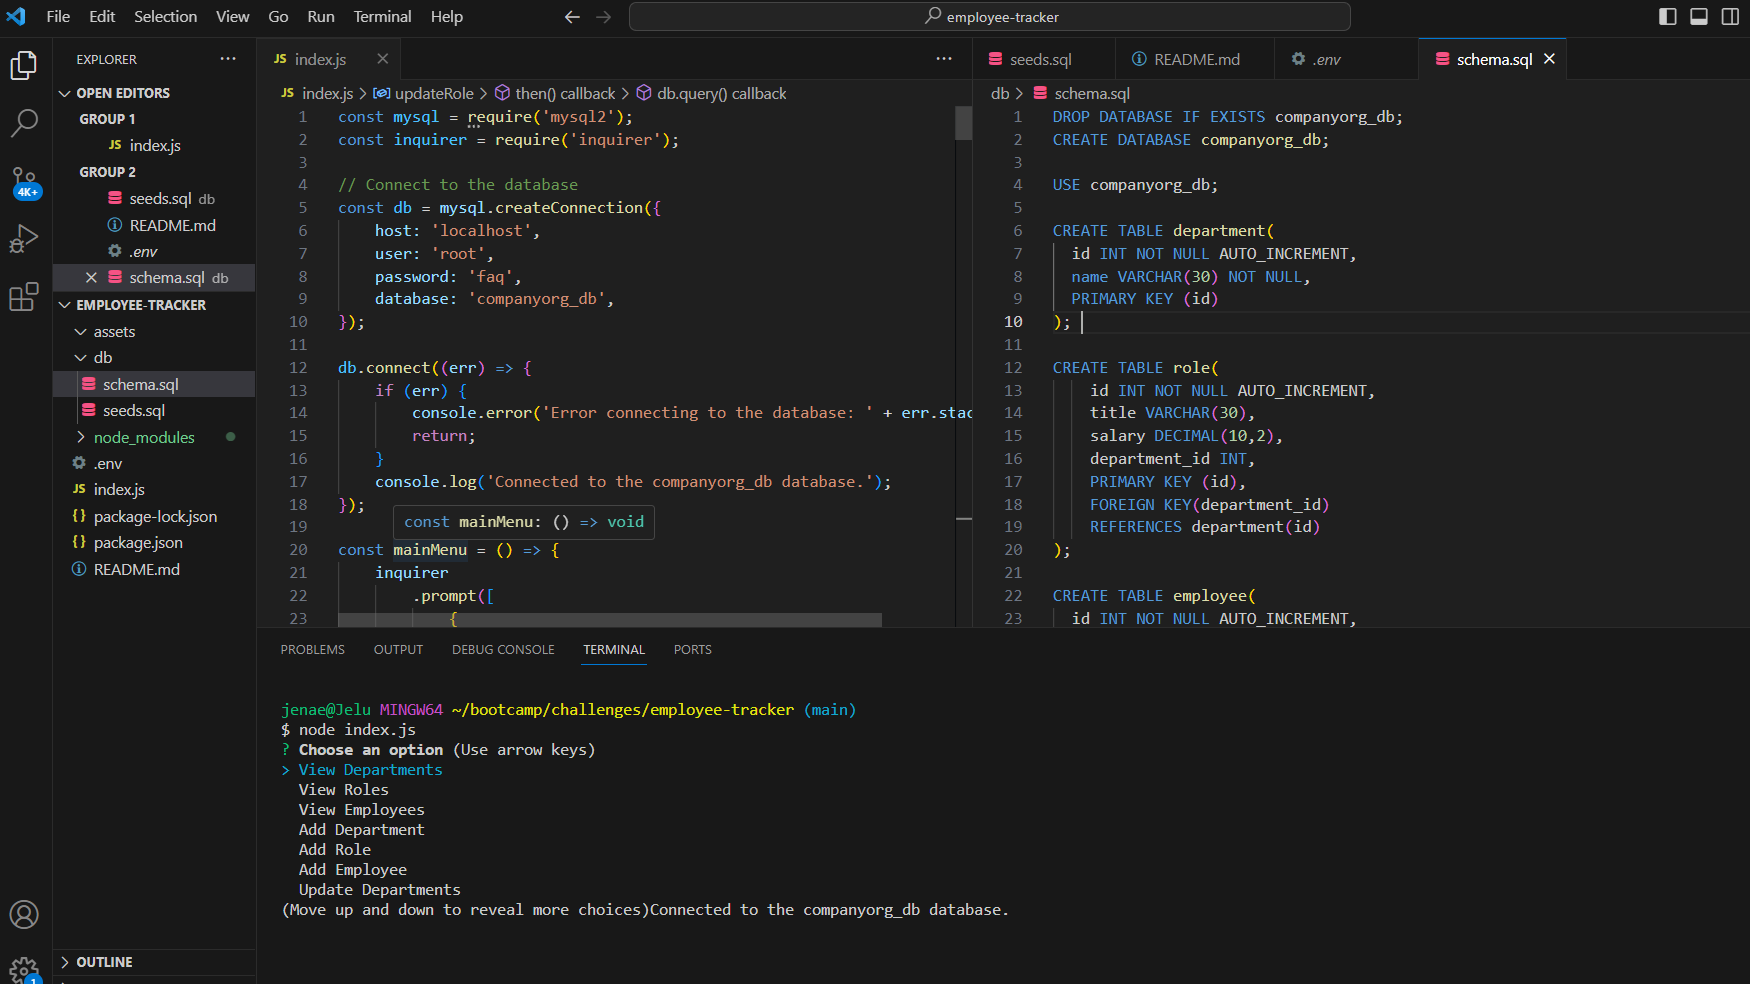 File Edit Selection View Go Run Terminal Help
employee-tracker
EXPLORER
OPEN EDITORS
GROUP 1
JS index.js
GROUP 2
seeds.sql db
README.md
.env
schema.sql db
EMPLOYEE-TRACKER
assets
db
schema.sql
seeds.sql
node_modules
.env
JS index.js
{} package-lock.json
{} package.json
README.md
OUTLINE
4K+
1
JS index.js
JS index.js > updateRole > then() callback > db.query() callback
1 const mysql = require('mysql2');
2 const inquirer = require('inquirer');
3
4 // Connect to the database
5 const db = mysql.createConnection({
6 host: 'localhost',
7 user: 'root',
8 password: 'faq',
9 database: 'companyorg_db',
10 });
11
12 db.connect((err) => {
13 if (err) {
14 console.error('Error connecting to the database: ' + err.stac
15 return;
16 }
17 console.log('Connected to the companyorg_db database.');
18 });
const mainMenu: () => void
19
20 const mainMenu = () => {
21 inquirer
22 .prompt([
23 {
seeds.sql README.md .env schema.sql
db > schema.sql
1 DROP DATABASE IF EXISTS companyorg_db;
2 CREATE DATABASE companyorg_db;
3
4 USE companyorg_db;
5
6 CREATE TABLE department(
7 id INT NOT NULL AUTO_INCREMENT,
8 name VARCHAR(30) NOT NULL,
9 PRIMARY KEY (id)
10 );
11
12 CREATE TABLE role(
13 id INT NOT NULL AUTO_INCREMENT,
14 title VARCHAR(30),
15 salary DECIMAL(10,2),
16 department_id INT,
17 PRIMARY KEY (id),
18 FOREIGN KEY(department_id)
19 REFERENCES department(id)
20 );
21
22 CREATE TABLE employee(
23 id INT NOT NULL AUTO_INCREMENT,
PROBLEMS OUTPUT DEBUG CONSOLE TERMINAL PORTS
jenae@Jelu MINGW64 ~/bootcamp/challenges/employee-tracker (main)
$ node index.js
? Choose an option (Use arrow keys)
> View Departments
View Roles
View Employees
Add Department
Add Role
Add Employee
Update Departments
(Move up and down to reveal more choices)Connected to the companyorg_db database.